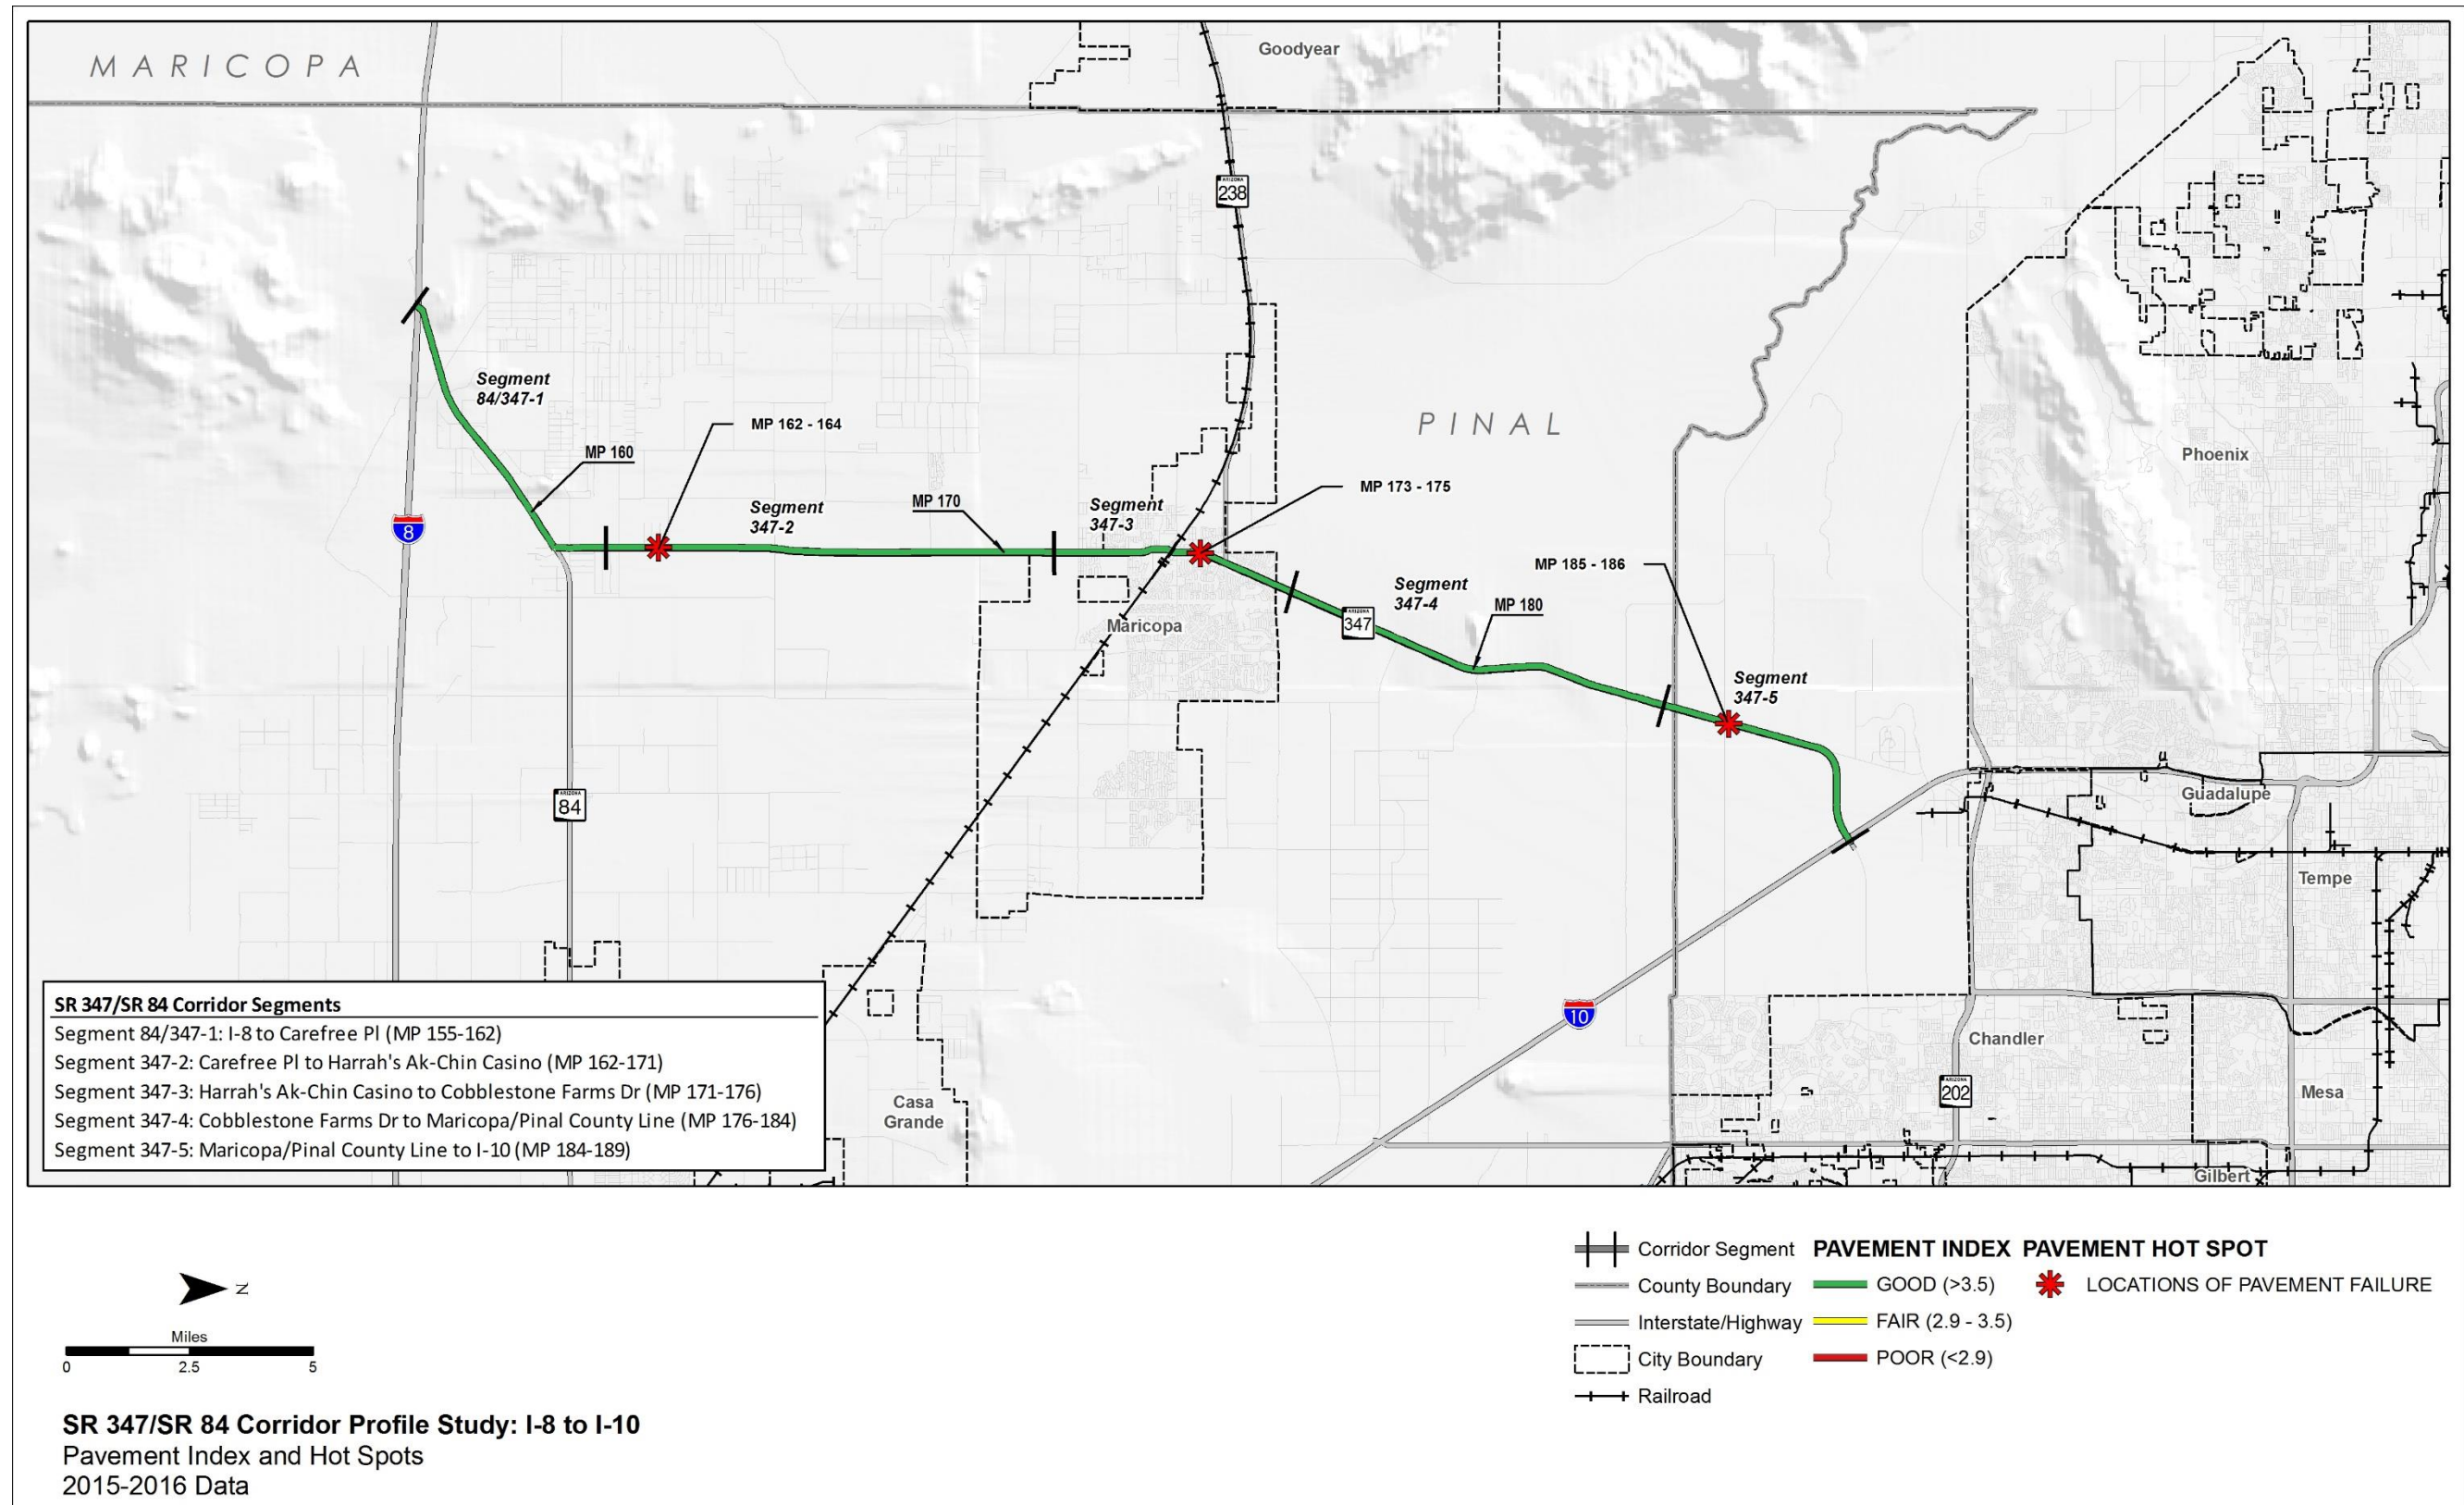 MARICOPA
Goodyear
ARIZONA
238
Segment
84/347-1
MP 162 - 164
MP 160
PINAL
Phoenix
MP 173 - 175
Segment
347-2
MP 170
Segment
347-3
8
MP 185 - 186
Segment
347-4
MP 180
ARIZONA
347
Maricopa
Segment
347-5
ARIZONA
84
Guadalupe
Tempe
10
Chandler
ARIZONA
202
Mesa
Casa
Grande
Gilbert
SR 347/SR 84 Corridor Segments
Segment 84/347-1: I-8 to Carefree Pl (MP 155-162)
Segment 347-2: Carefree Pl to Harrah's Ak-Chin Casino (MP 162-171)
Segment 347-3: Harrah's Ak-Chin Casino to Cobblestone Farms Dr (MP 171-176)
Segment 347-4: Cobblestone Farms Dr to Maricopa/Pinal County Line (MP 176-184)
Segment 347-5: Maricopa/Pinal County Line to I-10 (MP 184-189)
N
Miles
0 2.5 5
Corridor Segment
County Boundary
Interstate/Highway
City Boundary
Railroad
PAVEMENT INDEX
GOOD (>3.5)
FAIR (2.9 - 3.5)
POOR (<2.9)
PAVEMENT HOT SPOT
LOCATIONS OF PAVEMENT FAILURE
SR 347/SR 84 Corridor Profile Study: I-8 to I-10
Pavement Index and Hot Spots
2015-2016 Data